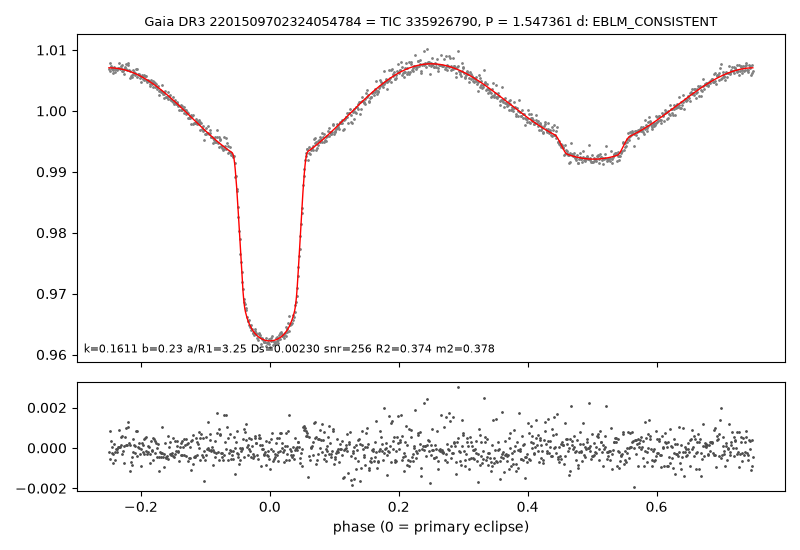 Gaia DR3 2201509702324054784 = TIC 335926790, P = 1.547361 d: EBLM_CONSISTENT
1.01
1.00
0.99
0.98
0.97
0.96
k=0.1611 b=0.23 a/R1=3.25 Ds=0.00230 snr=256 R2=0.374 m2=0.378
0.002
0.000
−0.002
−0.2 0.0 0.2 0.4 0.6
phase (0 = primary eclipse)